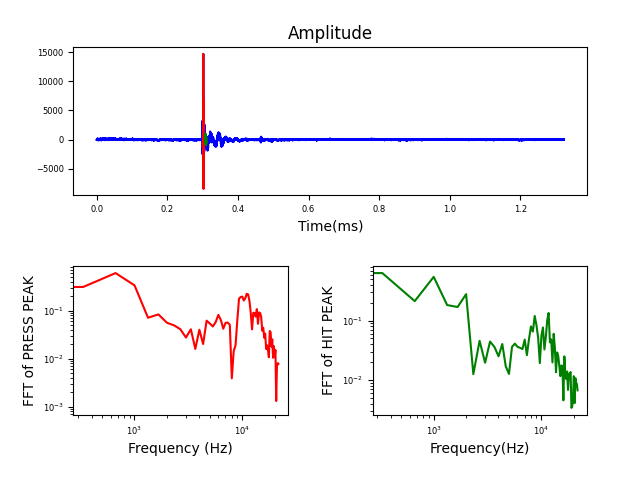 Amplitude
15000
10000
5000
0
−5000
0.0 0.2 0.4 0.6 0.8 1.0 1.2
Time(ms)
FFT of PRESS PEAK
10⁻¹
10⁻²
10⁻³
10³ 10⁴
Frequency (Hz)
FFT of HIT PEAK
10⁻¹
10⁻²
10³ 10⁴
Frequency(Hz)